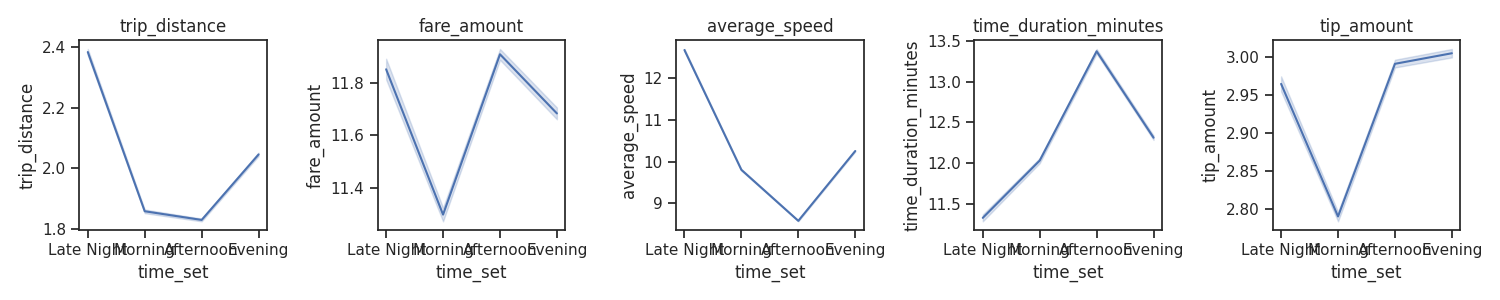 trip_distance
fare_amount
average_speed
time_duration_minutes
tip_amount
trip_distance
2.4
2.2
2.0
1.8
Late Night Morning Afternoon Evening
time_set
fare_amount
11.8
11.6
11.4
Late Night Morning Afternoon Evening
time_set
average_speed
12
11
10
9
Late Night Morning Afternoon Evening
time_set
time_duration_minutes
13.5
13.0
12.5
12.0
11.5
Late Night Morning Afternoon Evening
time_set
tip_amount
3.00
2.95
2.90
2.85
2.80
Late Night Morning Afternoon Evening
time_set